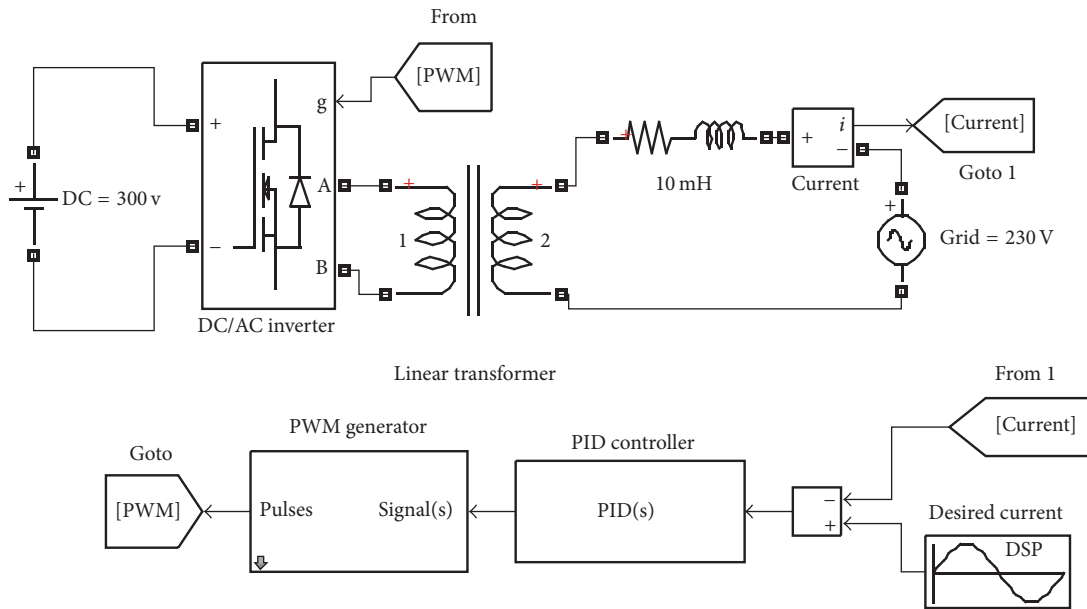 From
[PWM]
g
+
−
A
B
DC/AC inverter
+
DC = 300 v
+
1
+
2
Linear transformer
+
10 mH
+
i
−
Current
[Current]
Goto 1
+
Grid = 230 V
From 1
[Current]
Goto
[PWM]
PWM generator
Pulses
Signal(s)
PID controller
PID(s)
−
+
Desired current
DSP